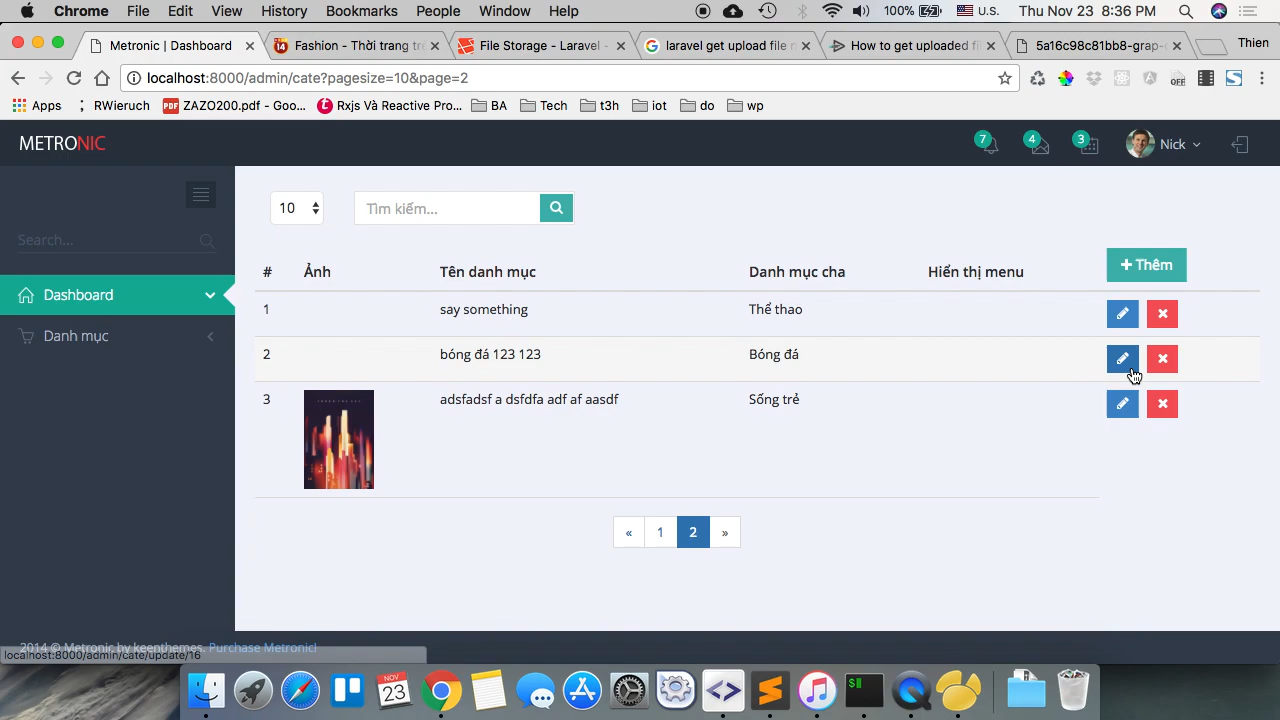 Chrome File Edit View History Bookmarks People Window Help 100% U.S. Thu Nov 23 8:36 PM
Metronic | Dashboard Fashion - Thời trang trẻ File Storage - Laravel - laravel get upload file n How to get uploaded fil 5a16c98c81bb8-grap- Thien
localhost:8000/admin/cate?pagesize=10&page=2
Apps RWieruch ZAZO200.pdf - Goo... Rxjs Và Reactive Pro... BA Tech t3h iot do wp
METRONIC 7 4 3 Nick
10 Tìm kiếm...
Search...
# Ảnh Tên danh mục Danh mục cha Hiển thị menu + Thêm
Dashboard
1 say something Thể thao
Danh mục
2 bóng đá 123 123 Bóng đá
3 adsfadsf a dsfdfa adf af aasdf Sống trẻ
« 1 2 »
2014 © Metronic by keenthemes. Purchase Metronic!
localhost:8000/admin/cate/update/16
NOV
23